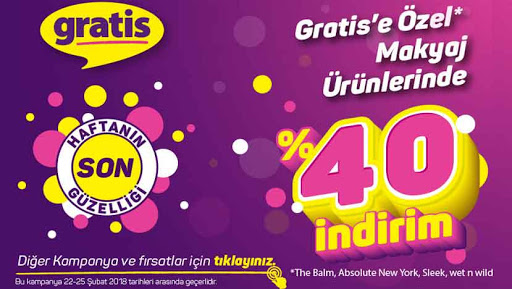 gratis
Gratis'e Özel*
Makyaj
Ürünlerinde
HAFTANIN
SON
GÜZELLİĞİ
%40
indirim
Diğer Kampanya ve fırsatlar için tıklayınız.
*The Balm, Absolute New York, Sleek, wet n wild
Bu kampanya 22-25 Şubat 2018 tarihleri arasında geçerlidir.